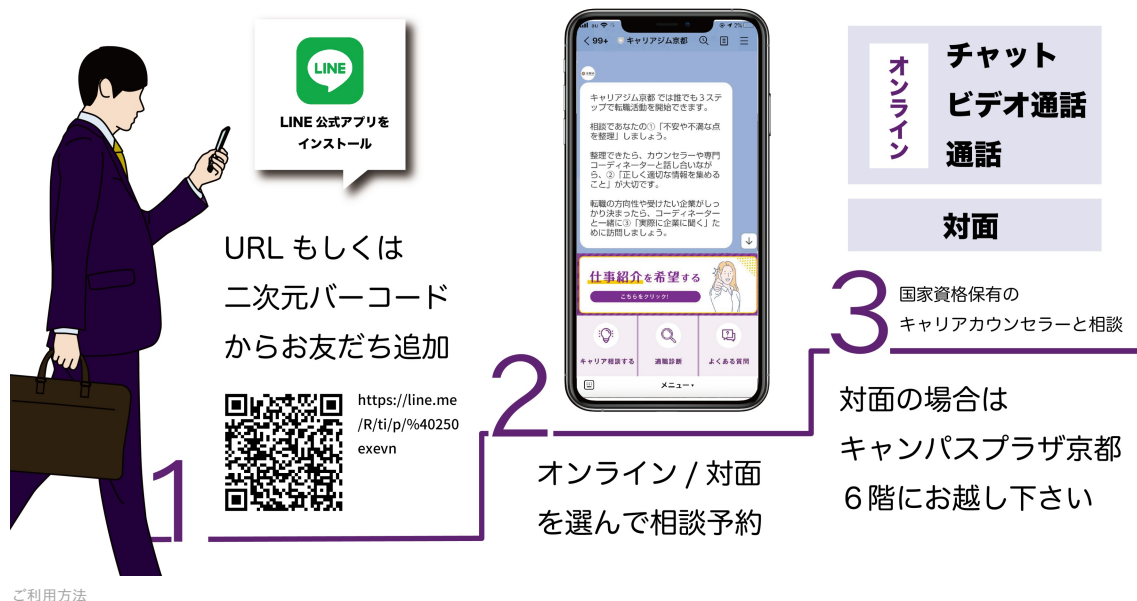 LINE
LINE 公式アプリを
インストール
URL もしくは
二次元バーコード
からお友だち追加
https://line.me
/R/ti/p/%40250
exevn
1
au
2%
99+ キャリアジム京都
キャリアジム京都 では誰でも3ステ
ップで転職活動を開始できます。
相談であなたの①「不安や不満な点
を整理」しましょう。
整理できたら、カウンセラーや専門
コーディネーターと話し合いなが
ら、②「正しく適切な情報を集める
こと」が大切です。
転職の方向性や受けたい企業がしっ
かり決まったら、コーディネーター
と一緒に③「実際に企業に聞く」た
めに訪問しましょう。
仕事紹介を希望する
こちらをクリック!
キャリア相談する
適職診断
よくある質問
メニュー▾
2
オンライン / 対面
を選んで相談予約
オンライン
チャット
ビデオ通話
通話
対面
3
国家資格保有の
キャリアカウンセラーと相談
対面の場合は
キャンパスプラザ京都
６階にお越し下さい
ご利用方法